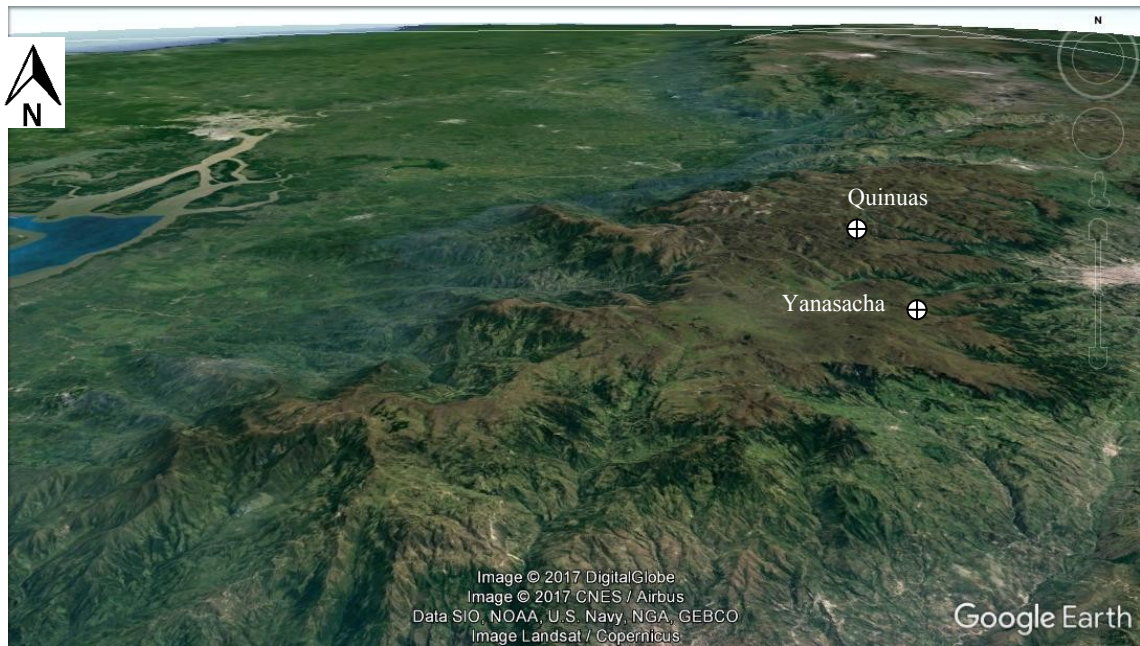 N
N
Quinuas
Yanasacha
Image © 2017 DigitalGlobe
Image © 2017 CNES / Airbus
Data SIO, NOAA, U.S. Navy, NGA, GEBCO
Image Landsat / Copernicus
Google Earth